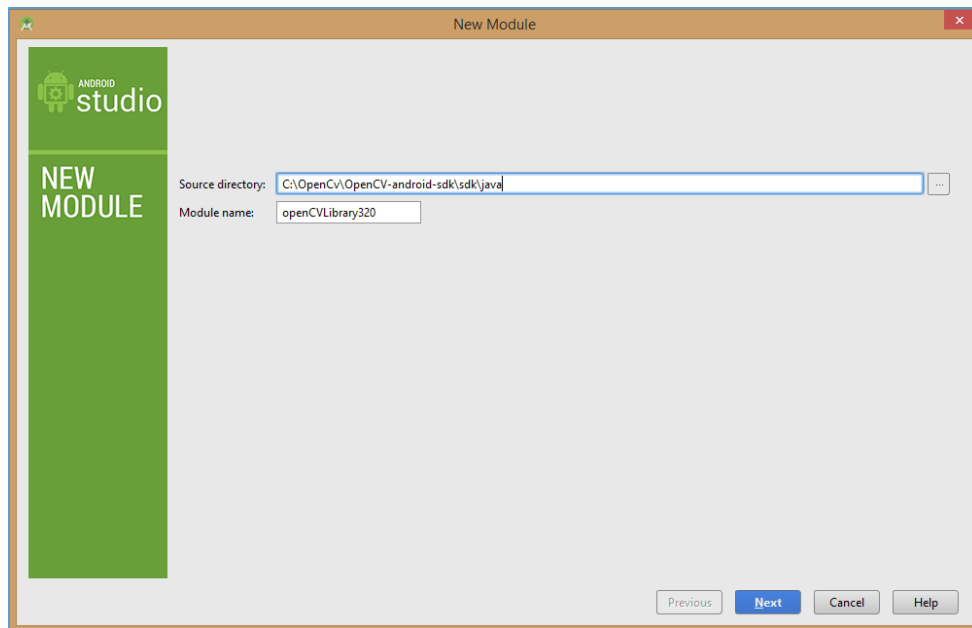 New Module
ANDROID
studio
NEW
MODULE
Source directory: C:\OpenCv\OpenCV-android-sdk\sdk\java ...
Module name: openCVLibrary320
Previous Next Cancel Help